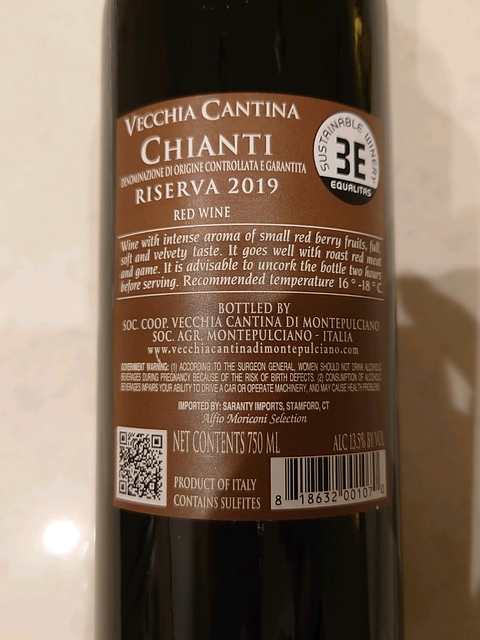 VECCHIA CANTINA
CHIANTI
DENOMINAZIONE DI ORIGINE CONTROLLATA E GARANTITA
RISERVA 2019
RED WINE
SUSTAINABLE WINERY
3E
EQUALITAS
Wine with intense aroma of small red berry fruits, full,
soft and velvety taste. It goes well with roast red meat
and game. It is advisable to uncork the bottle two hours
before serving. Recommended temperature 16 ° -18 ° C.
BOTTLED BY
SOC. COOP. VECCHIA CANTINA DI MONTEPULCIANO
SOC. AGR. MONTEPULCIANO - ITALIA
www.vecchiacantinadimontepulciano.com
GOVERNMENT WARNING: (1) ACCORDING TO THE SURGEON GENERAL, WOMEN SHOULD NOT DRINK ALCOHOLIC
BEVERAGES DURING PREGNANCY BECAUSE OF THE RISK OF BIRTH DEFECTS. (2) CONSUMPTION OF ALCOHOLIC
BEVERAGES IMPAIRS YOUR ABILITY TO DRIVE A CAR OR OPERATE MACHINERY, AND MAY CAUSE HEALTH PROBLEMS.
IMPORTED BY: SARANTY IMPORTS, STAMFORD, CT
Alfio Moriconi Selection
NET CONTENTS 750 ML
ALC 13.5% BY VOL
PRODUCT OF ITALY
CONTAINS SULFITES
8 18632 00107 0